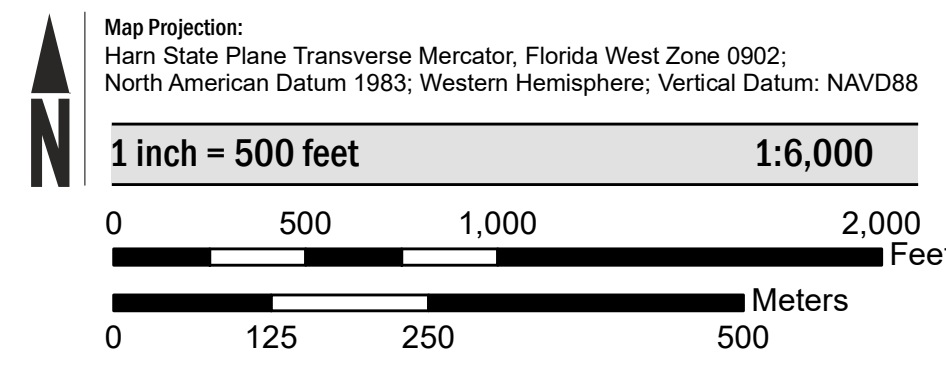 N
Map Projection:
Harn State Plane Transverse Mercator, Florida West Zone 0902;
North American Datum 1983; Western Hemisphere; Vertical Datum: NAVD88
1 inch = 500 feet 1:6,000
0 500 1,000 2,000
Feet
Meters
0 125 250 500